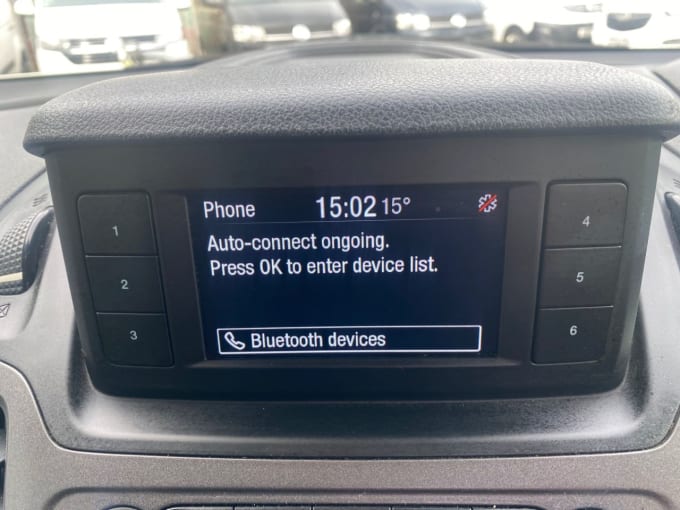 Phone 15:02 15°
Auto-connect ongoing.
Press OK to enter device list.
Bluetooth devices
1
2
3
4
5
6